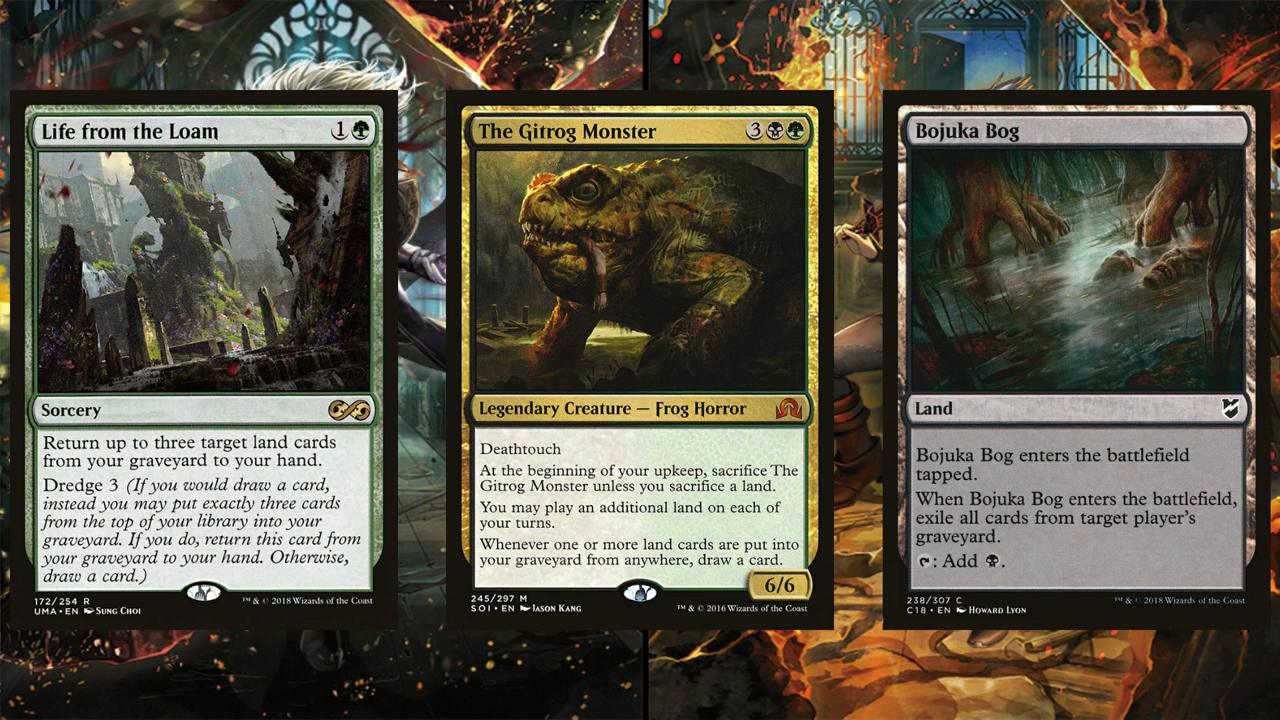 Life from the Loam 1
Sorcery
Return up to three target land cards
from your graveyard to your hand.
Dredge 3 (If you would draw a card,
instead you may put exactly three cards
from the top of your library into your
graveyard. If you do, return this card from
your graveyard to your hand. Otherwise,
draw a card.)
172/254 R
UMA • EN Sung Choi
™ & © 2018 Wizards of the Coast
The Gitrog Monster 3
Legendary Creature — Frog Horror
Deathtouch
At the beginning of your upkeep, sacrifice The
Gitrog Monster unless you sacrifice a land.
You may play an additional land on each of
your turns.
Whenever one or more land cards are put into
your graveyard from anywhere, draw a card.
6/6
245/297 M
SOI • EN Jason Kang
™ & © 2016 Wizards of the Coast
Bojuka Bog
Land
Bojuka Bog enters the battlefield
tapped.
When Bojuka Bog enters the battlefield,
exile all cards from target player's
graveyard.
: Add .
238/307 C
C18 • EN Howard Lyon
™ & © 2018 Wizards of the Coast